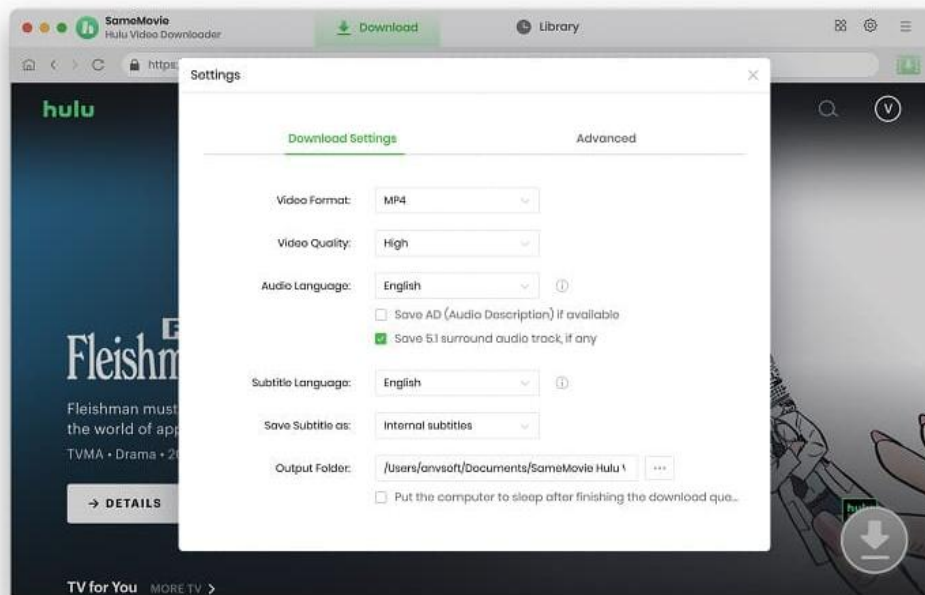 SameMovie
Hulu Video Downloader
Download
Library
https:
Settings
hulu
V
Download Settings
Advanced
Video Format:
MP4
Video Quality:
High
Audio Language:
English
Save AD (Audio Description) if available
Save 5.1 surround audio track, if any
Subtitle Language:
English
Save Subtitle as:
Internal subtitles
Output Folder:
/Users/anvsoft/Documents/SameMovie Hulu
...
Put the computer to sleep after finishing the download que...
F
Fleishm
Fleishman must
the world of app
TVMA • Drama • 20
→ DETAILS
hulu
TV for You MORE TV >